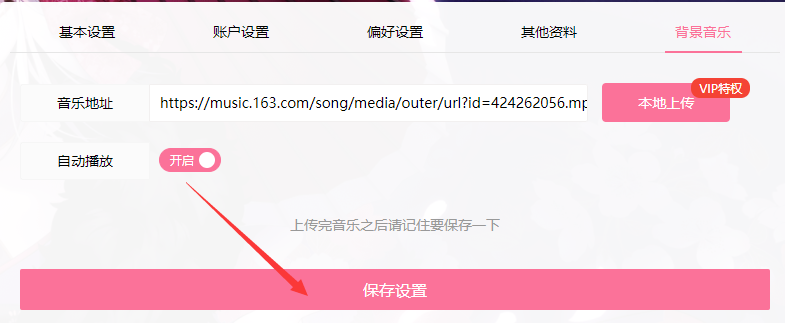 基本设置 账户设置 偏好设置 其他资料 背景音乐
音乐地址 https://music.163.com/song/media/outer/url?id=424262056.mp 本地上传 VIP特权
自动播放 开启
上传完音乐之后请记住要保存一下
保存设置